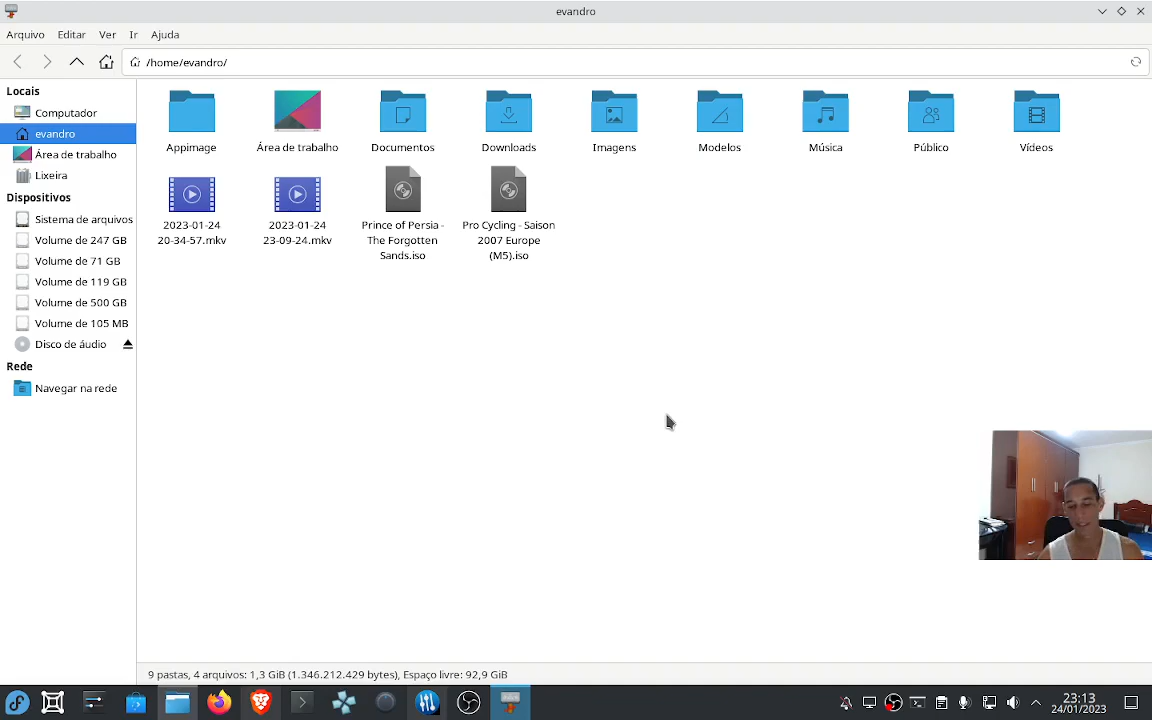 evandro
Arquivo Editar Ver Ir Ajuda
/home/evandro/
Locais
Computador
evandro
Área de trabalho
Lixeira
Dispositivos
Sistema de arquivos
Volume de 247 GB
Volume de 71 GB
Volume de 119 GB
Volume de 500 GB
Volume de 105 MB
Disco de áudio
Rede
Navegar na rede
Appimage Área de trabalho Documentos Downloads Imagens Modelos Música Público Vídeos
2023-01-24
20-34-57.mkv
2023-01-24
23-09-24.mkv
Prince of Persia -
The Forgotten
Sands.iso
Pro Cycling - Saison
2007 Europe
(M5).iso
9 pastas, 4 arquivos: 1,3 GiB (1.346.212.429 bytes), Espaço livre: 92,9 GiB
23:13
24/01/2023